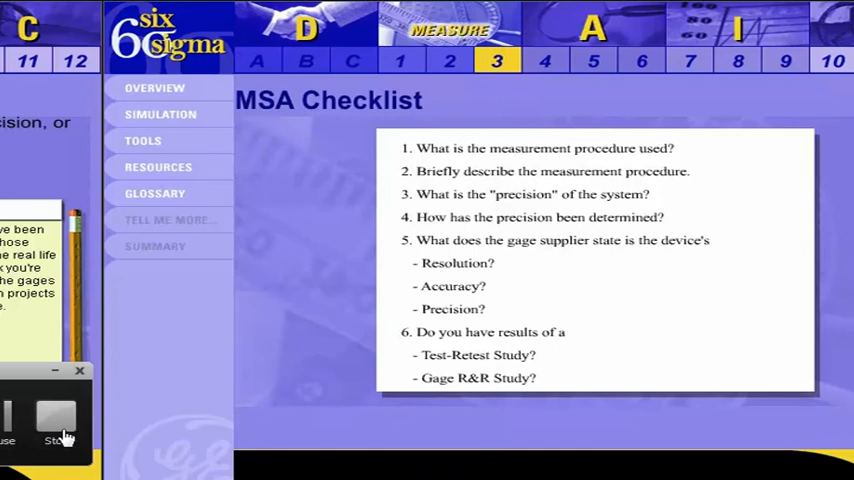 C
six
sigma
D
MEASURE
A
I
11
12
A
B
C
1
2
3
4
5
6
7
8
9
10
OVERVIEW
SIMULATION
TOOLS
RESOURCES
GLOSSARY
TELL ME MORE...
SUMMARY
cision, or
ve been
hose
e real life
k you're
he gages
n projects
e.
use
MSA Checklist
1. What is the measurement procedure used?
2. Briefly describe the measurement procedure.
3. What is the "precision" of the system?
4. How has the precision been determined?
5. What does the gage supplier state is the device's
- Resolution?
- Accuracy?
- Precision?
6. Do you have results of a
- Test-Retest Study?
- Gage R&R Study?